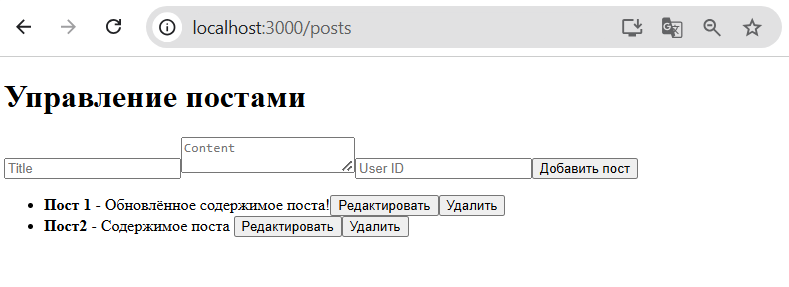 localhost:3000/posts
Управление постами
Title Content User ID Добавить пост
Пост 1 - Обновлённое содержимое поста! Редактировать Удалить
Пост2 - Содержимое поста Редактировать Удалить